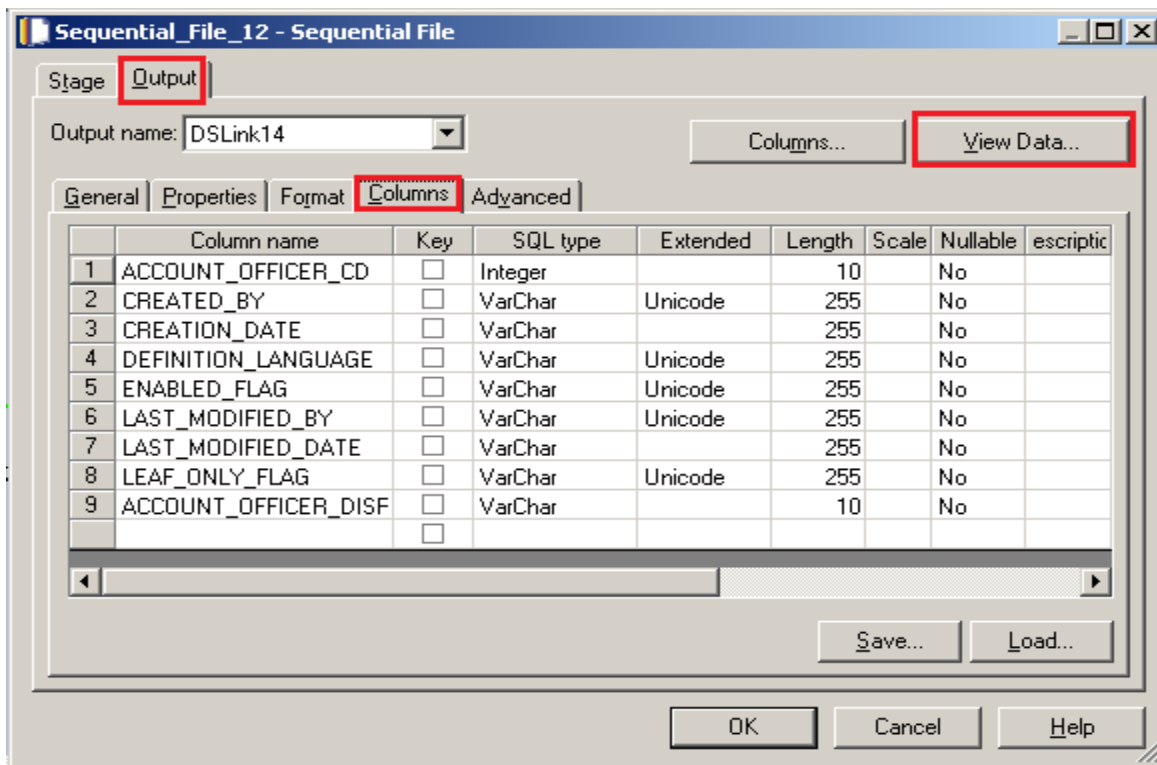 Sequential_File_12 - Sequential File
Stage Output
Output name: DSLink14 Columns... View Data...
General Properties Format Columns Advanced
Column name Key SQL type Extended Length Scale Nullable escriptic
1 ACCOUNT_OFFICER_CD Integer 10 No
2 CREATED_BY VarChar Unicode 255 No
3 CREATION_DATE VarChar 255 No
4 DEFINITION_LANGUAGE VarChar Unicode 255 No
5 ENABLED_FLAG VarChar Unicode 255 No
6 LAST_MODIFIED_BY VarChar Unicode 255 No
7 LAST_MODIFIED_DATE VarChar 255 No
8 LEAF_ONLY_FLAG VarChar Unicode 255 No
9 ACCOUNT_OFFICER_DISF VarChar 10 No
Save... Load...
OK Cancel Help